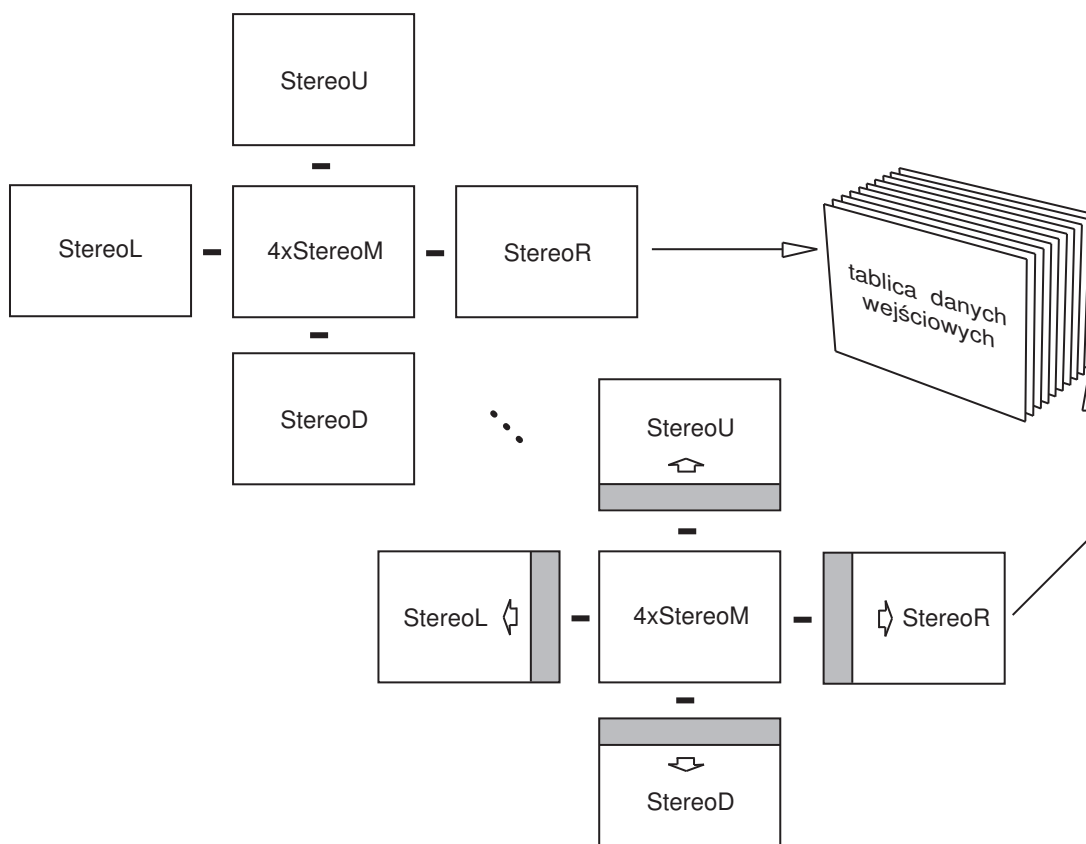 StereoU
StereoL
4xStereoM
StereoR
tablica danych
wejściowych
StereoD
StereoU
StereoL
4xStereoM
StereoR
StereoD